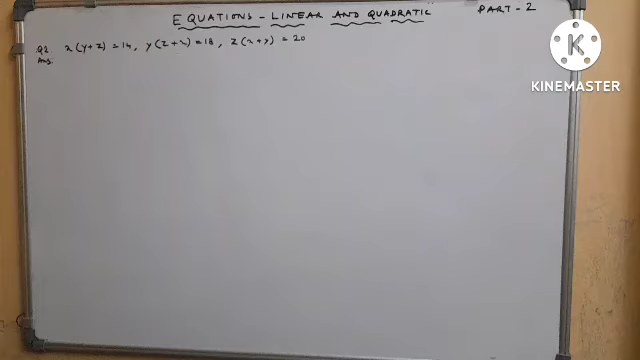 EQUATIONS - LINEAR AND QUADRATIC PART - 2
Q2 x(y+z) = 14, y(z+x) = 18, z(x+y) = 20
Ans
KINEMASTER